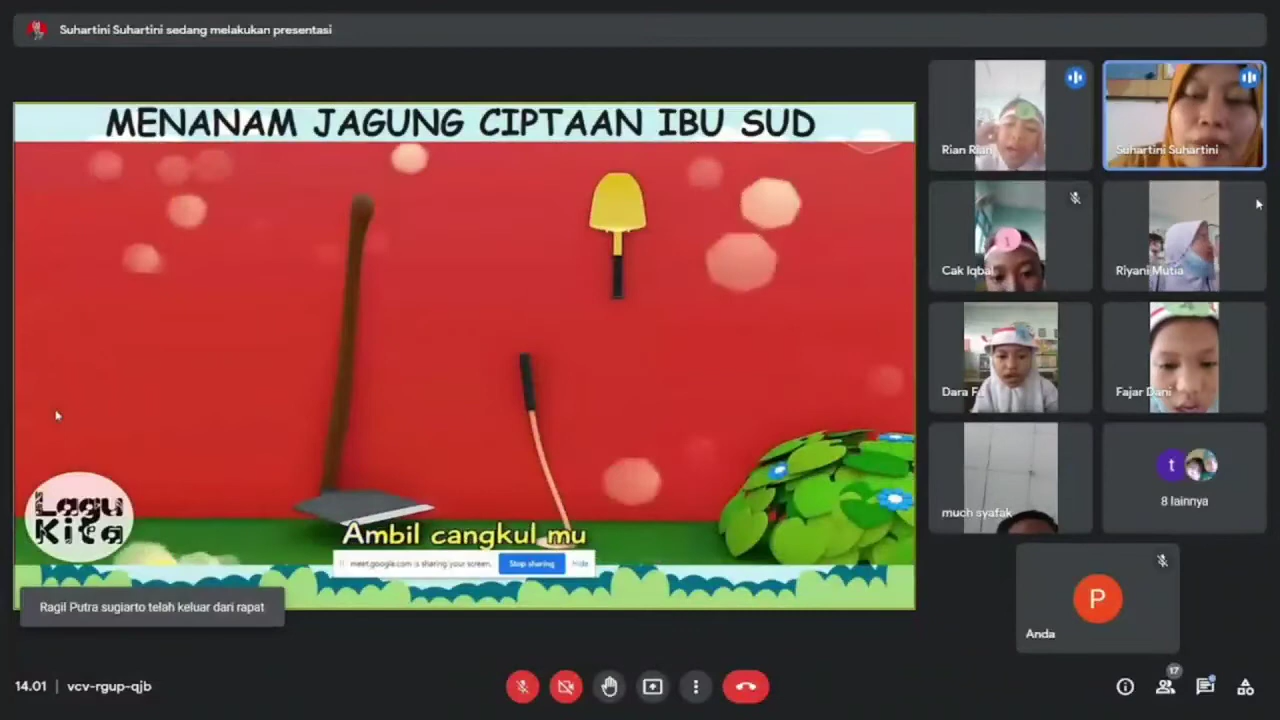 Suhartini Suhartini sedang melakukan presentasi
MENANAM JAGUNG CIPTAAN IBU SUD
Lagu
Kita
Ambil cangkul mu
meet.google.com is sharing your screen.
Stop sharing
Hide
Ragil Putra sugiarto telah keluar dari rapat
Rian Rian
Suhartini Suhartini
Cak Iqbal
Riyani Mutia
Dara Fa
Fajar Dani
much syafak
t
8 lainnya
P
Anda
14.01 | vcv-rgup-qjb
17